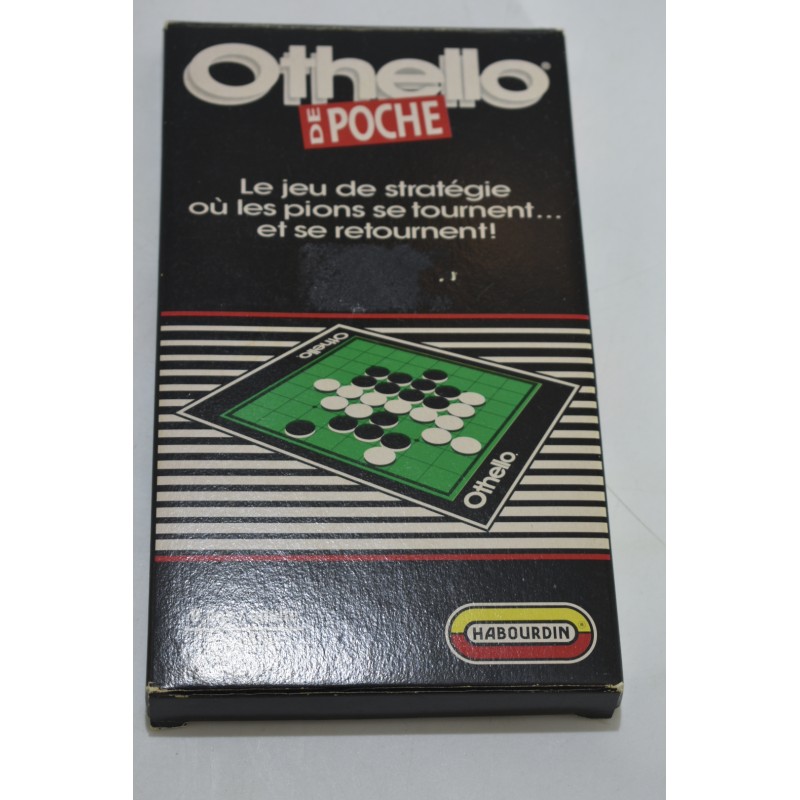 Othello®
DE POCHE
Le jeu de stratégie
où les pions se tournent...
et se retournent!
Othello
Othello
HABOURDIN